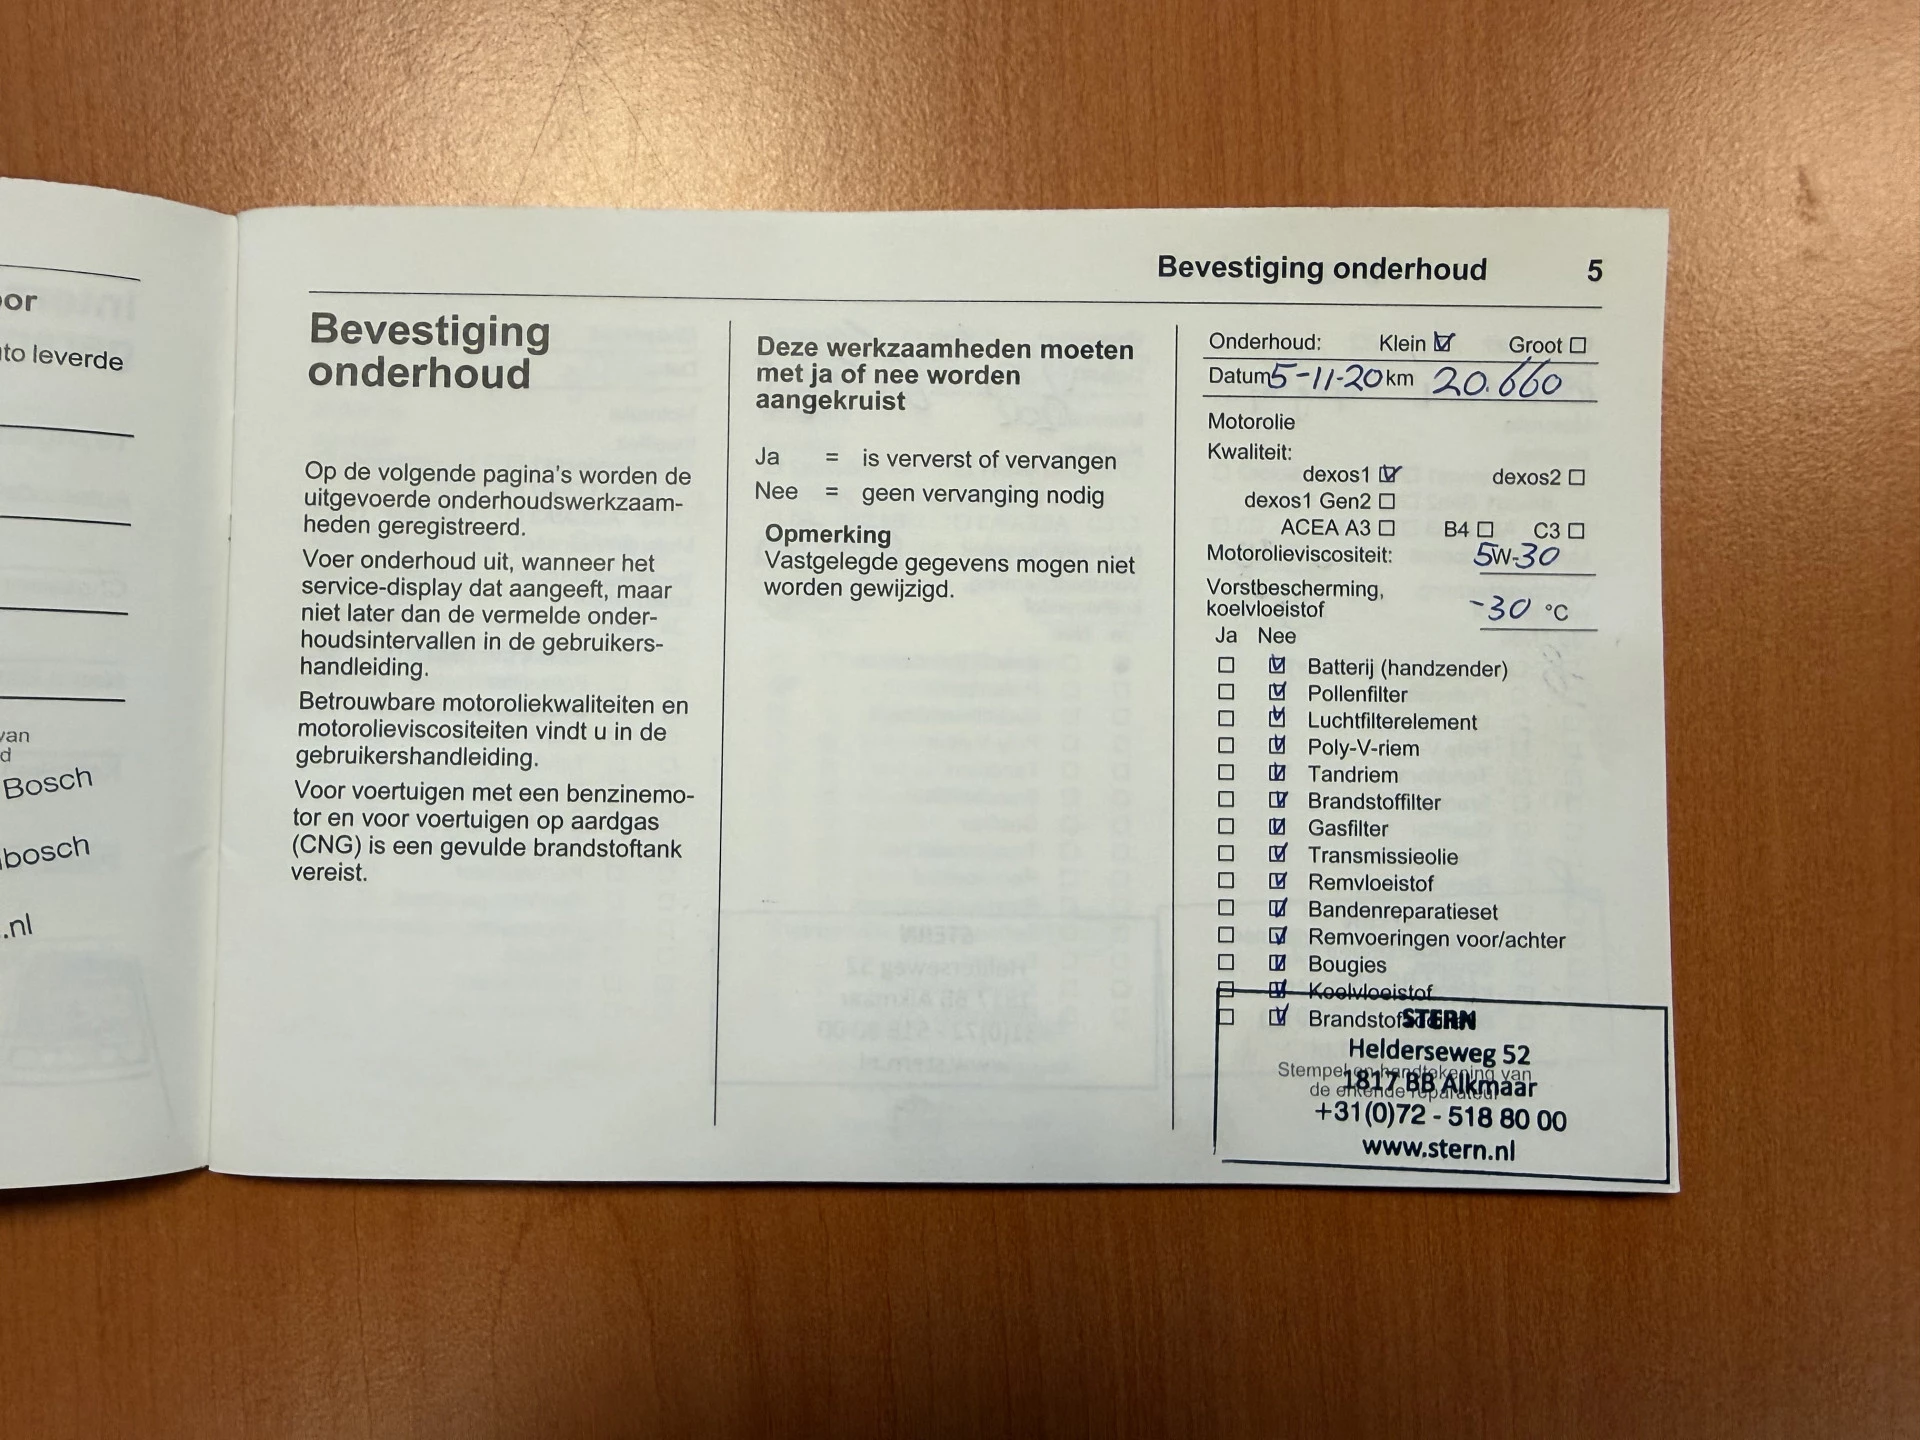 or
to leverde
van
d
Bosch
bosch
.nl
Bevestiging onderhoud 5
Bevestiging
onderhoud
Op de volgende pagina's worden de
uitgevoerde onderhoudswerkzaam-
heden geregistreerd.
Voer onderhoud uit, wanneer het
service-display dat aangeeft, maar
niet later dan de vermelde onder-
houdsintervallen in de gebruikers-
handleiding.
Betrouwbare motoroliekwaliteiten en
motorolieviscositeiten vindt u in de
gebruikershandleiding.
Voor voertuigen met een benzinemo-
tor en voor voertuigen op aardgas
(CNG) is een gevulde brandstoftank
vereist.
Deze werkzaamheden moeten
met ja of nee worden
aangekruist
Ja = is ververst of vervangen
Nee = geen vervanging nodig
Opmerking
Vastgelegde gegevens mogen niet
worden gewijzigd.
Onderhoud: Klein ☑ Groot ☐
Datum 5-11-20 km 20.660
Motorolie
Kwaliteit:
dexos1 ☑ dexos2 ☐
dexos1 Gen2 ☐
ACEA A3 ☐ B4 ☐ C3 ☐
Motorolieviscositeit: 5W-30
Vorstbescherming,
koelvloeistof -30 °C
Ja Nee
☐ ☑ Batterij (handzender)
☐ ☑ Pollenfilter
☐ ☑ Luchtfilterelement
☐ ☑ Poly-V-riem
☐ ☑ Tandriem
☐ ☑ Brandstoffilter
☐ ☑ Gasfilter
☐ ☑ Transmissieolie
☐ ☑ Remvloeistof
☐ ☑ Bandenreparatieset
☐ ☑ Remvoeringen voor/achter
☐ ☑ Bougies
☐ ☑ Koelvloeistof
☐ ☑
STERN
Helderseweg 52
Stempel en handtekening van
1817 BB Alkmaar
de erkende reparateur
+31(0)72 - 518 80 00
www.stern.nl